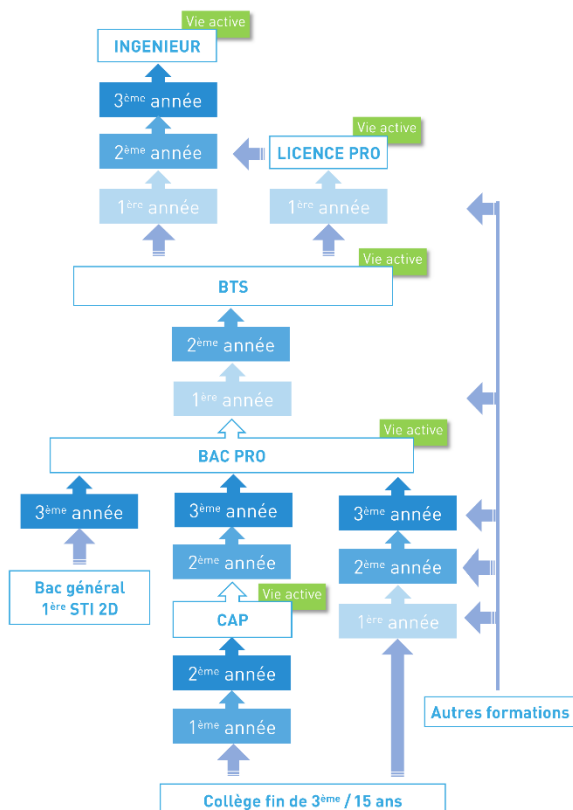 Vie active
INGENIEUR
3ème année
2ème année
Vie active
LICENCE PRO
1ère année
1ère année
Vie active
BTS
2ème année
1ère année
Vie active
BAC PRO
3ème année
3ème année
3ème année
2ème année
2ème année
Bac général
1ère STI 2D
Vie active
CAP
1ère année
2ème année
1ème année
Autres formations
Collège fin de 3ème / 15 ans